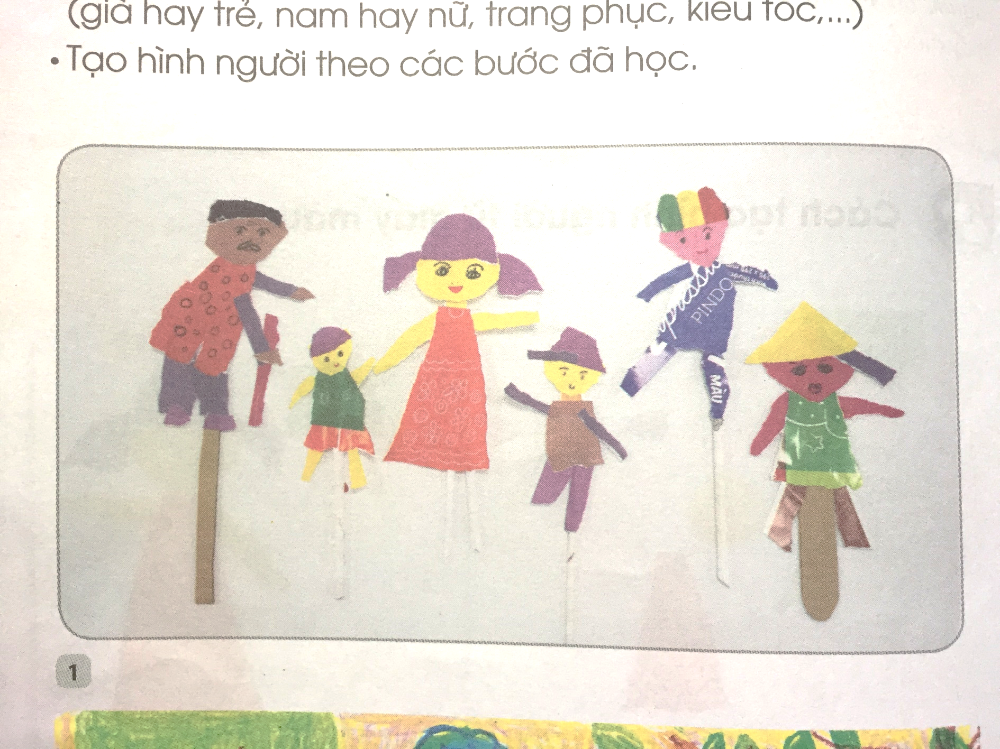 (già hay trẻ, nam hay nữ, trang phục, kiểu tóc,...)
• Tạo hình người theo các bước đã học.
PINDO
MÀU
1